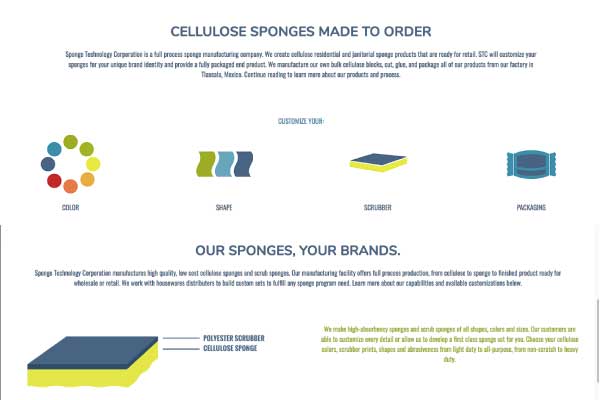 CELLULOSE SPONGES MADE TO ORDER
Sponge Technology Corporation is a full process sponge manufacturing company. We create cellulose residential and janitorial sponge products that are ready for retail. STC will customize your
sponges for your unique brand identity and provide a fully packaged end product. We manufacture our own bulk cellulose blocks, cut, glue, and package all of our products from our factory in
Tlaxcala, Mexico. Continue reading to learn more about our products and process.
CUSTOMIZE YOUR:
COLOR
SHAPE
SCRUBBER
PACKAGING
OUR SPONGES, YOUR BRANDS.
Sponge Technology Corporation manufactures high quality, low cost cellulose sponges and scrub sponges. Our manufacturing facility offers full process production, from cellulose to sponge to finished product ready for
wholesale or retail. We work with housewares distributors to build custom sets to fulfill any sponge program need. Learn more about our capabilities and available customizations below.
POLYESTER SCRUBBER
CELLULOSE SPONGE
We make high-absorbency sponges and scrub sponges of all shapes, colors and sizes. Our customers are
able to customize every detail or allow us to develop a first class sponge set for you. Choose your cellulose
colors, scrubber prints, shapes and abrasiveness from light duty to all-purpose, from non-scratch to heavy
duty.